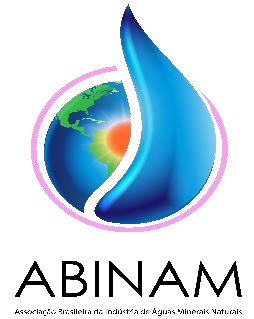 ABINAM
Associação Brasileira da Indústria de Águas Minerais Naturais